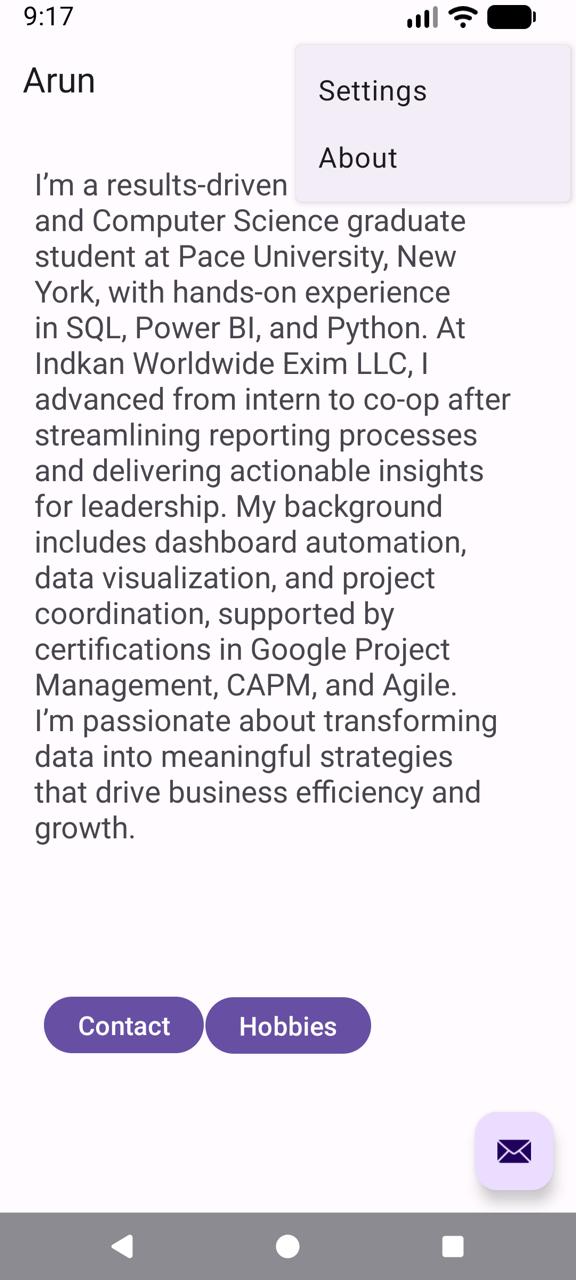 9:17
Arun
Settings
About
I’m a results-driven
and Computer Science graduate
student at Pace University, New
York, with hands-on experience
in SQL, Power BI, and Python. At
Indkan Worldwide Exim LLC, I
advanced from intern to co-op after
streamlining reporting processes
and delivering actionable insights
for leadership. My background
includes dashboard automation,
data visualization, and project
coordination, supported by
certifications in Google Project
Management, CAPM, and Agile.
I’m passionate about transforming
data into meaningful strategies
that drive business efficiency and
growth.
Contact
Hobbies